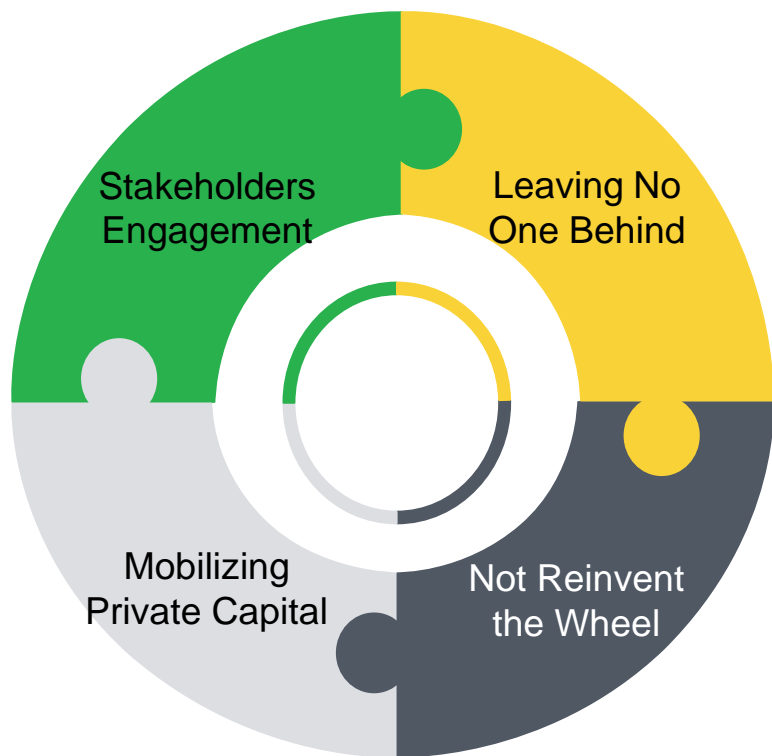 Stakeholders
Engagement
Leaving No
One Behind
Mobilizing
Private Capital
Not Reinvent
the Wheel